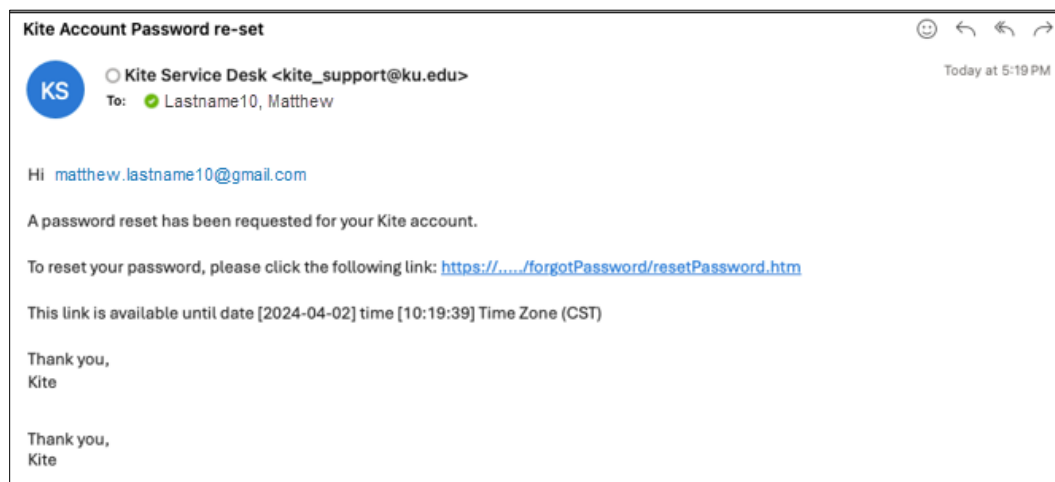 Kite Account Password re-set
KS
Kite Service Desk <kite_support@ku.edu>
Today at 5:19 PM
To: Lastname10, Matthew
Hi matthew.lastname10@gmail.com
A password reset has been requested for your Kite account.
To reset your password, please click the following link: https://...../forgotPassword/resetPassword.htm
This link is available until date [2024-04-02] time [10:19:39] Time Zone (CST)
Thank you,
Kite
Thank you,
Kite